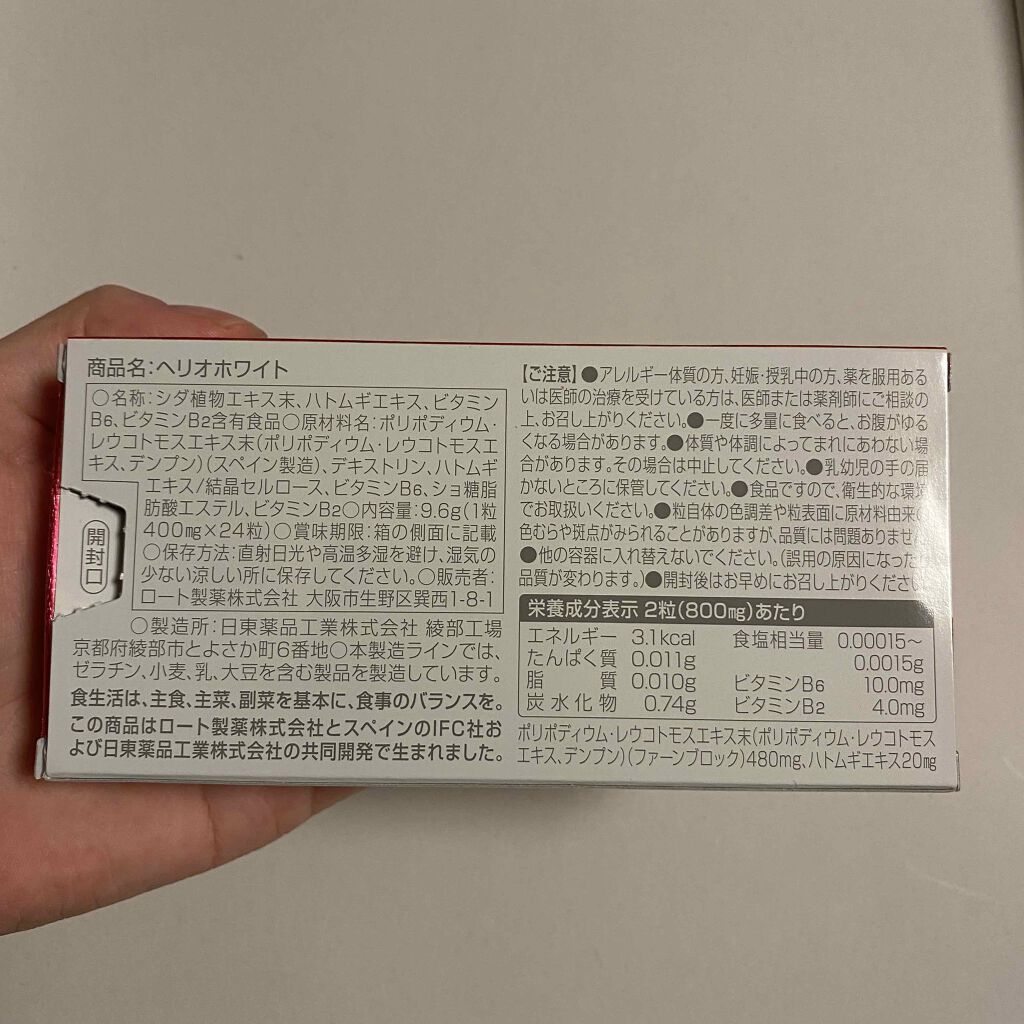 商品名:ヘリオホワイト
○名称:シダ植物エキス末、ハトムギエキス、ビタミン
B6、ビタミンB2含有食品○原材料名:ポリポディウム・
レウコトモスエキス末(ポリポディウム・レウコトモスエ
キス、デンプン)(スペイン製造)、デキストリン、ハトムギ
エキス/結晶セルロース、ビタミンB6、ショ糖脂
肪酸エステル、ビタミンB2○内容量:9.6g(1粒
400mg×24粒)○賞味期限:箱の側面に記載
○保存方法:直射日光や高温多湿を避け、湿気の
少ない涼しい所に保存してください。○販売者:
ロート製薬株式会社 大阪市生野区巽西1-8-1
開封口
○製造所:日東薬品工業株式会社 綾部工場
京都府綾部市とよさか町6番地○本製造ラインでは、
ゼラチン、小麦、乳、大豆を含む製品を製造しています。
食生活は、主食、主菜、副菜を基本に、食事のバランスを。
この商品はロート製薬株式会社とスペインのIFC社お
よび日東薬品工業株式会社の共同開発で生まれました。
【ご注意】●アレルギー体質の方、妊娠・授乳中の方、薬を服用ある
いは医師の治療を受けている方は、医師または薬剤師にご相談の
上、お召し上がりください。●一度に多量に食べると、お腹がゆる
くなる場合があります。●体質や体調によってまれにあわない場
合があります。その場合は中止してください。●乳幼児の手の届
かないところに保管してください。●食品ですので、衛生的な環境
でお取扱いください。●粒自体の色調差や粒表面に原材料由来の
色むらや斑点がみられることがありますが、品質には問題ありません。
●他の容器に入れ替えないでください。(誤用の原因になった
品質が変わります。)●開封後はお早めにお召し上がりください
栄養成分表示 2粒(800mg)あたり
エネルギー 3.1kcal 食塩相当量 0.00015~
たんぱく質 0.011g 0.0015g
脂質 0.010g ビタミンB6 10.0mg
炭水化物 0.74g ビタミンB2 4.0mg
ポリポディウム・レウコトモスエキス末(ポリポディウム・レウコトモス
エキス、デンプン)(ファーンブロック)480mg、ハトムギエキス20mg